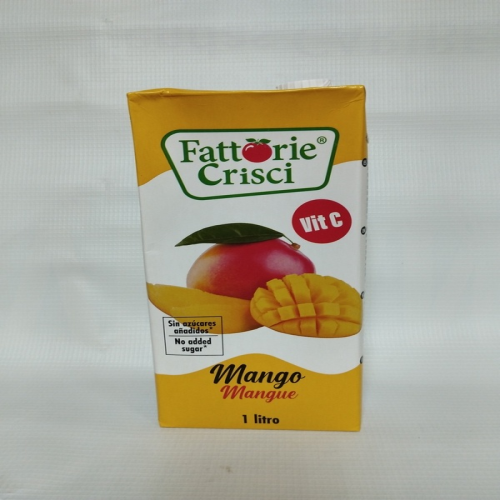 Fattorie®
Crisci
Vit C
Sin azúcares
añadidos*
No added
sugar*
Mango
Mangue
1 litro